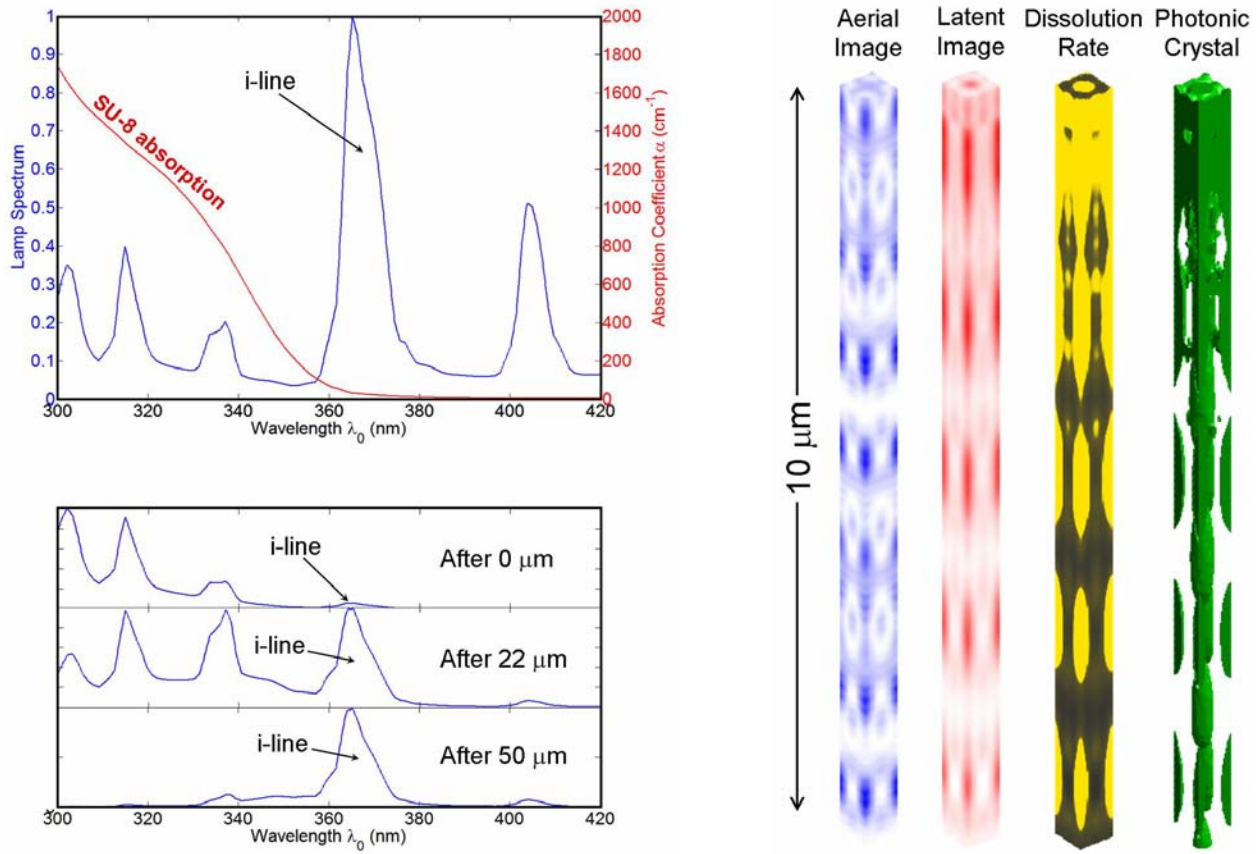 1
0.9
0.8
0.7
0.6
0.5
0.4
0.3
0.2
0.1
0
Lamp Spectrum
i-line
SU-8 absorption
2000
1800
1600
1400
1200
1000
800
600
400
200
0
Absorption Coefficient α (cm⁻¹)
300 320 340 360 380 400 420
Wavelength λ₀ (nm)
i-line
After 0 μm
i-line
After 22 μm
i-line
After 50 μm
300 320 340 360 380 400 420
Wavelength λ₀ (nm)
Aerial Image
Latent Image
Dissolution Rate
Photonic Crystal
10 μm